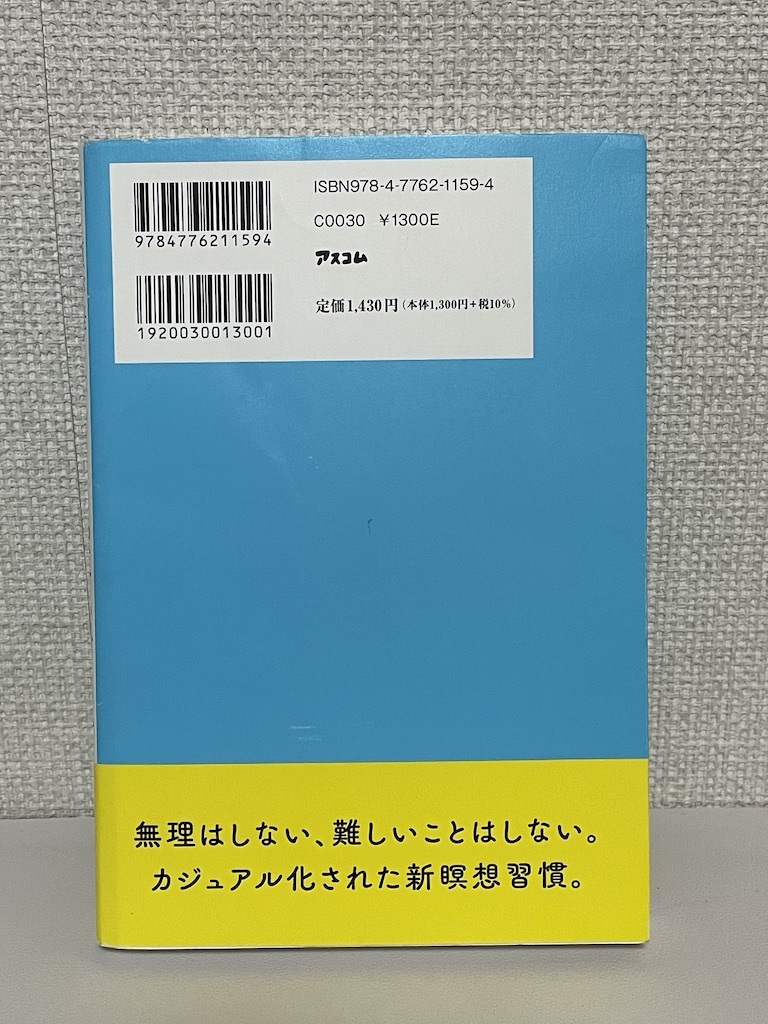 ISBN978-4-7762-1159-4
C0030 ¥1300E
アスコム
定価1,430円（本体1,300円+税10%）
9784776211594
1920030013001
無理はしない、難しいことはしない。
カジュアル化された新瞑想習慣。